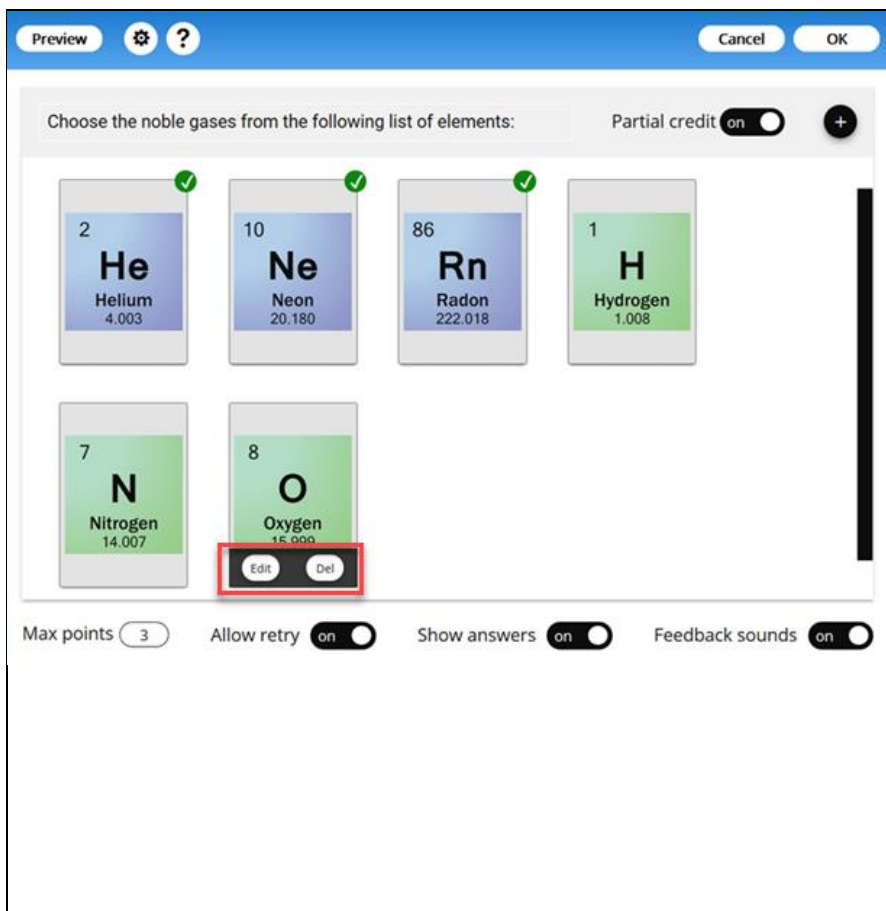 Preview ? Cancel OK
Choose the noble gases from the following list of elements: Partial credit on +
2
He
Helium
4.003
10
Ne
Neon
20.180
86
Rn
Radon
222.018
1
H
Hydrogen
1.008
7
N
Nitrogen
14.007
8
O
Oxygen
15.999
Edit Del
Max points 3 Allow retry on Show answers on Feedback sounds on